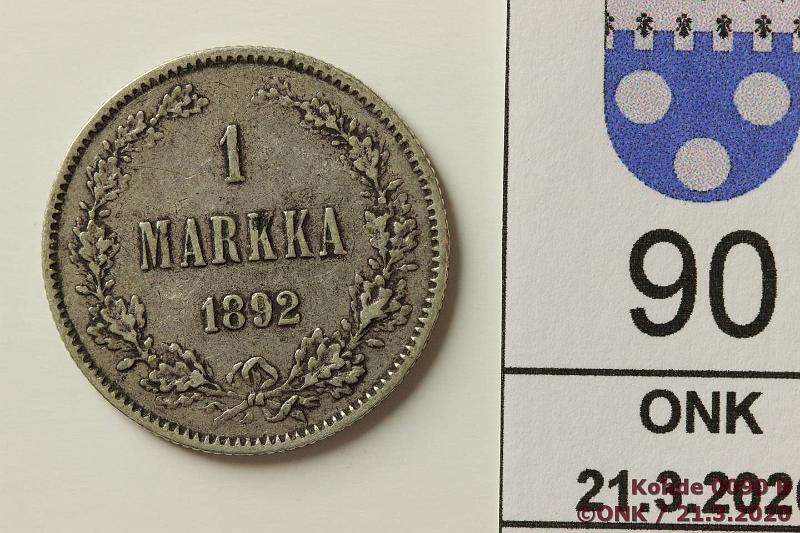 1
MARKKA
1892
90
ONK
21.3.2020
Kohde 0090 R
©ONK / 21.3.2020